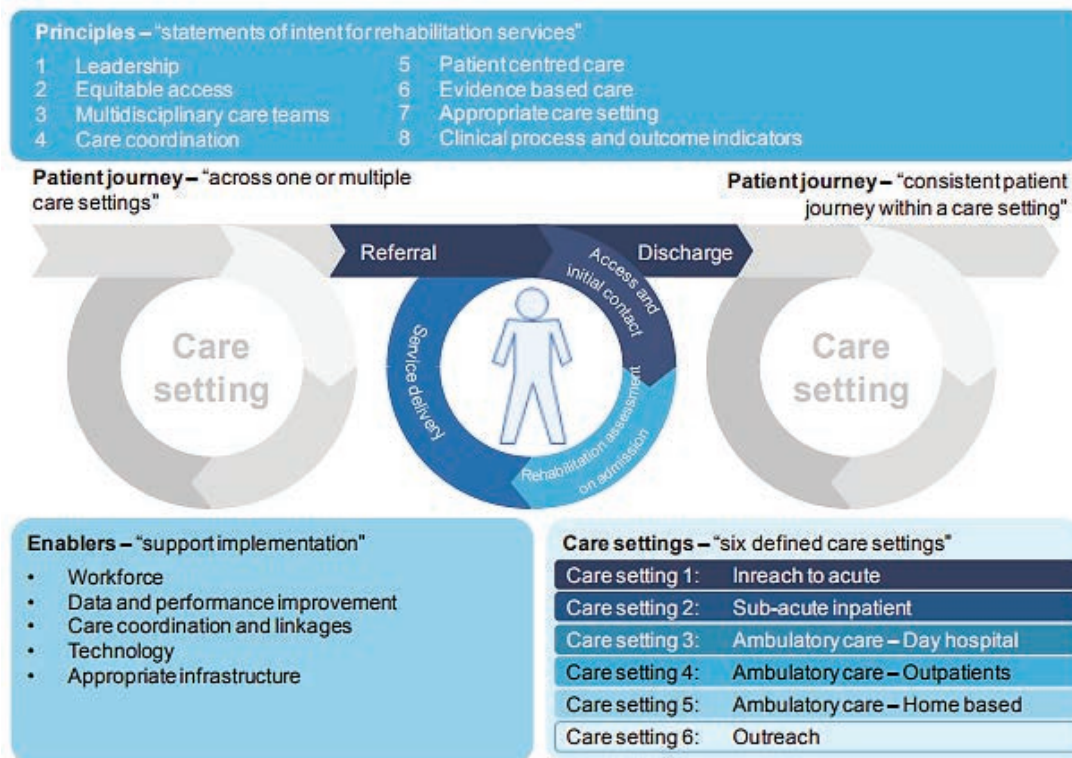 Principles – "statements of intent for rehabilitation services"
1 Leadership
2 Equitable access
3 Multidisciplinary care teams
4 Care coordination
5 Patient centred care
6 Evidence based care
7 Appropriate care setting
8 Clinical process and outcome indicators
Patient journey – "across one or multiple
care settings"
Patient journey – "consistent patient
journey within a care setting"
Referral
Discharge
Access and
initial contact
Rehabilitation assessment
on admission
Service delivery
Care
setting
Care
setting
Enablers – "support implementation"
• Workforce
• Data and performance improvement
• Care coordination and linkages
• Technology
• Appropriate infrastructure
Care settings – "six defined care settings"
Care setting 1: Inreach to acute
Care setting 2: Sub-acute inpatient
Care setting 3: Ambulatory care – Day hospital
Care setting 4: Ambulatory care – Outpatients
Care setting 5: Ambulatory care – Home based
Care setting 6: Outreach